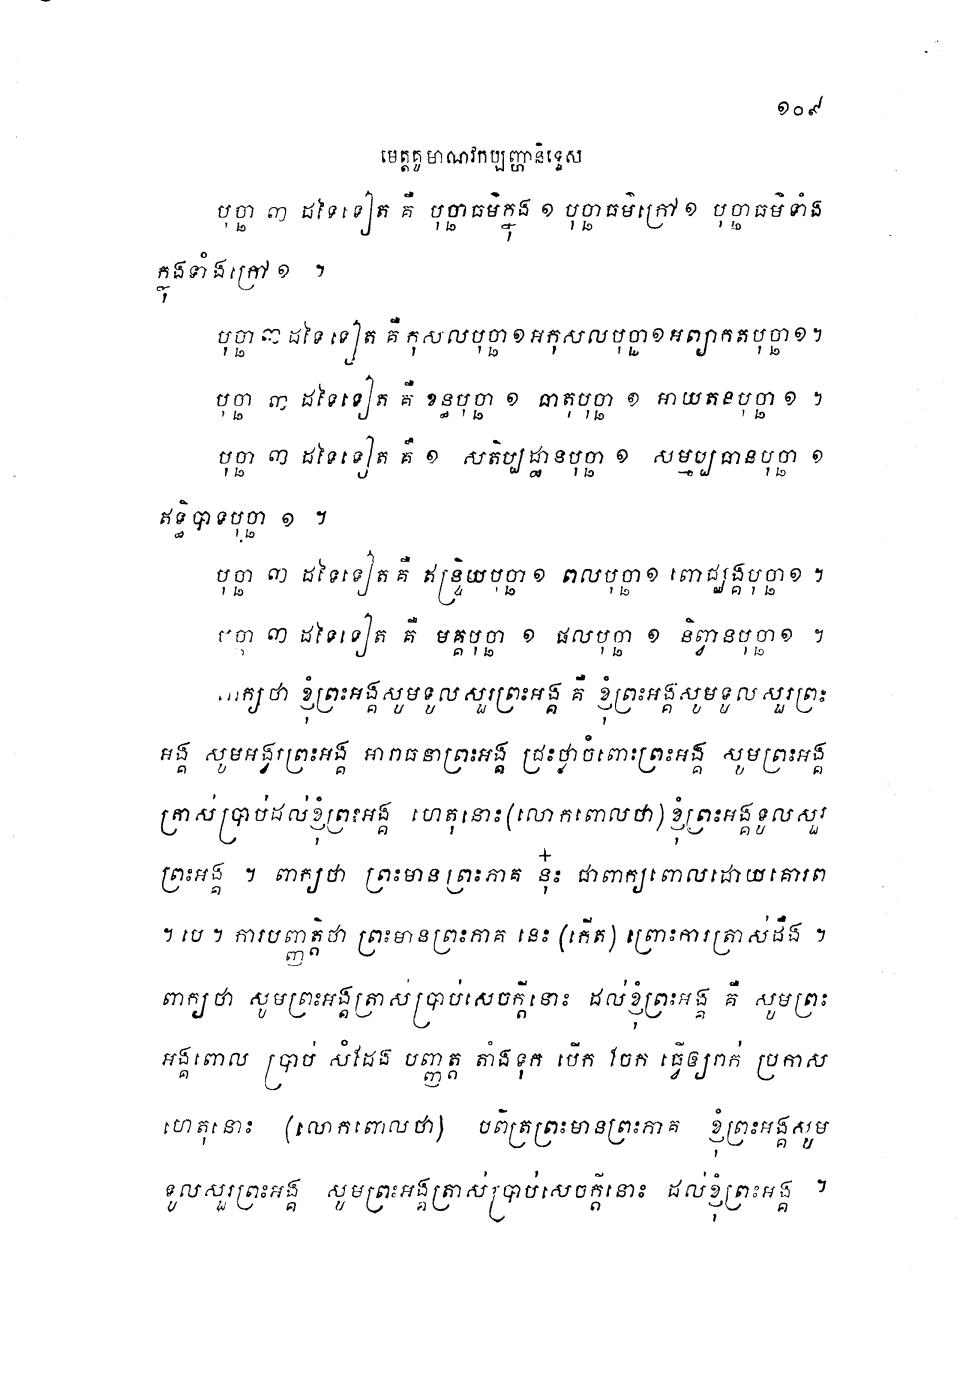 ១០៩
មេត្តគូមាណវកប្បញ្ហានិទ្ទេស
បុច្ឆា ៣ ដទៃទៀត គឺ បុច្ឆាធម៌ក្នុង ១ បុច្ឆាធម៌ក្រៅ ១ បុច្ឆាធម៌ទាំង
ក្នុងទាំងក្រៅ ១ ។
បុច្ឆា ៣ ដទៃទៀត គឺ កុសលបុច្ឆា ១ អកុសលបុច្ឆា ១ អព្យាកតបុច្ឆា ១ ។
បុច្ឆា ៣ ដទៃទៀត គឺ ខន្ធបុច្ឆា ១ ធាតុបុច្ឆា ១ អាយតនបុច្ឆា ១ ។
បុច្ឆា ៣ ដទៃទៀត គឺ ១ សតិប្បដ្ឋានបុច្ឆា ១ សម្មប្បធានបុច្ឆា ១
ឥទ្ធិបាទបុច្ឆា ១ ។
បុច្ឆា ៣ ដទៃទៀត គឺ ឥន្ទ្រិយបុច្ឆា ១ ពលបុច្ឆា ១ ពោជ្ឈង្គបុច្ឆា ១ ។
បុច្ឆា ៣ ដទៃទៀត គឺ មគ្គបុច្ឆា ១ ផលបុច្ឆា ១ និព្វានបុច្ឆា ១ ។
ពាក្យថា ខ្ញុំព្រះអង្គសូមទូលសួរព្រះអង្គ គឺ ខ្ញុំព្រះអង្គសូមទូលសួរព្រះ
អង្គ សូមអង្វរព្រះអង្គ អារាធនាព្រះអង្គ ជ្រះថ្លាចំពោះព្រះអង្គ សូមព្រះអង្គ
ត្រាស់ប្រាប់ដល់ខ្ញុំព្រះអង្គ ហេតុនោះ (លោកពោលថា) ខ្ញុំព្រះអង្គទូលសួរ
ព្រះអង្គ ។ ពាក្យថា ព្រះមានព្រះភាគ នុ៎ះ ជាពាក្យពោលដោយគោរព
។ បេ ។ ការបញ្ញត្តិថា ព្រះមានព្រះភាគ នេះ (កើត) ព្រោះការត្រាស់ដឹង ។
ពាក្យថា សូមព្រះអង្គត្រាស់ប្រាប់សេចក្តីនោះ ដល់ខ្ញុំព្រះអង្គ គឺ សូមព្រះ
អង្គពោល ប្រាប់ សំដែង បញ្ញត្ត តាំងទុក បើក ចែក ធ្វើឲ្យរាក់ ប្រកាស
ហេតុនោះ (លោកពោលថា) បពិត្រព្រះមានព្រះភាគ ខ្ញុំព្រះអង្គសូម
ទូលសួរព្រះអង្គ សូមព្រះអង្គត្រាស់ប្រាប់សេចក្តីនោះ ដល់ខ្ញុំព្រះអង្គ ។